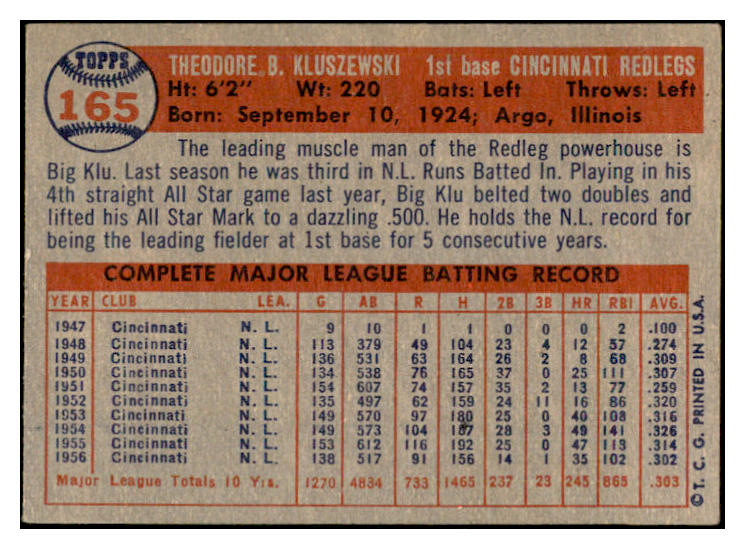 TOPPS
165
THEODORE B. KLUSZEWSKI 1st base CINCINNATI REDLEGS
Ht: 6'2" Wt: 220 Bats: Left Throws: Left
Born: September 10, 1924; Argo, Illinois
The leading muscle man of the Redleg powerhouse is
Big Klu. Last season he was third in N.L. Runs Batted In. Playing in his
4th straight All Star game last year, Big Klu belted two doubles and
lifted his All Star Mark to a dazzling .500. He holds the N.L. record for
being the leading fielder at 1st base for 5 consecutive years.
COMPLETE MAJOR LEAGUE BATTING RECORD
YEAR CLUB LEA. G AB R H 2B 3B HR RBI AVG.
1947 Cincinnati N. L. 9 10 1 1 0 0 0 2 .100
1948 Cincinnati N. L. 113 379 49 104 23 4 12 57 .274
1949 Cincinnati N. L. 136 531 63 164 26 2 8 68 .309
1950 Cincinnati N. L. 134 538 76 165 37 0 25 111 .307
1951 Cincinnati N. L. 154 607 74 157 35 2 13 77 .259
1952 Cincinnati N. L. 135 497 62 159 24 11 16 86 .320
1953 Cincinnati N. L. 149 570 97 180 25 0 40 108 .316
1954 Cincinnati N. L. 149 573 104 187 28 3 49 141 .326
1955 Cincinnati N. L. 153 612 116 192 25 0 47 113 .314
1956 Cincinnati N. L. 138 517 91 156 14 1 35 102 .302
Major League Totals 10 Yrs. 1270 4834 733 1465 237 23 245 865 .303
©T. C. G. PRINTED IN U.S.A.